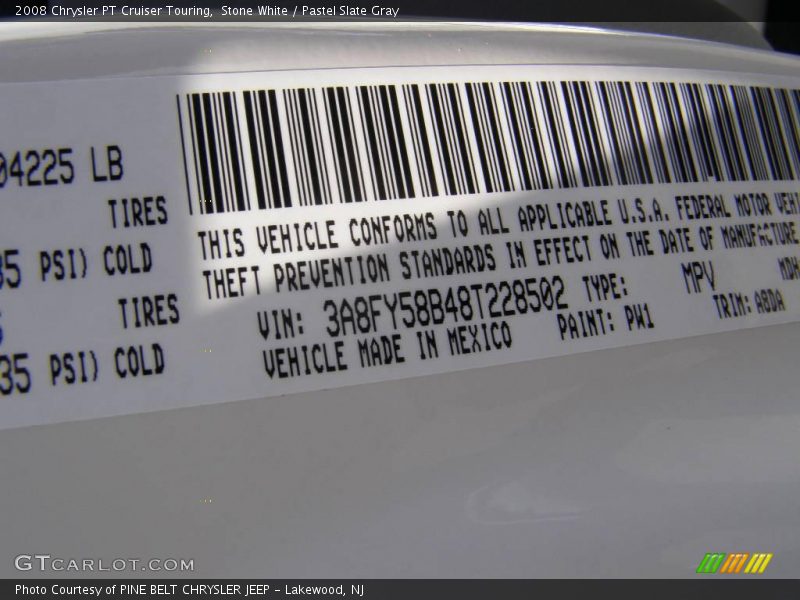 2008 Chrysler PT Cruiser Touring, Stone White / Pastel Slate Gray
04225 LB
TIRES
35 PSI) COLD
TIRES
35 PSI) COLD
THIS VEHICLE CONFORMS TO ALL APPLICABLE U.S.A. FEDERAL MOTOR VEHI
THEFT PREVENTION STANDARDS IN EFFECT ON THE DATE OF MANUFACTURE
VIN: 3A8FY58B48T228502 TYPE: MPV MDH
VEHICLE MADE IN MEXICO PAINT: PW1 TRIM: A8DA
GTCARLOT.COM
Photo Courtesy of PINE BELT CHRYSLER JEEP - Lakewood, NJ